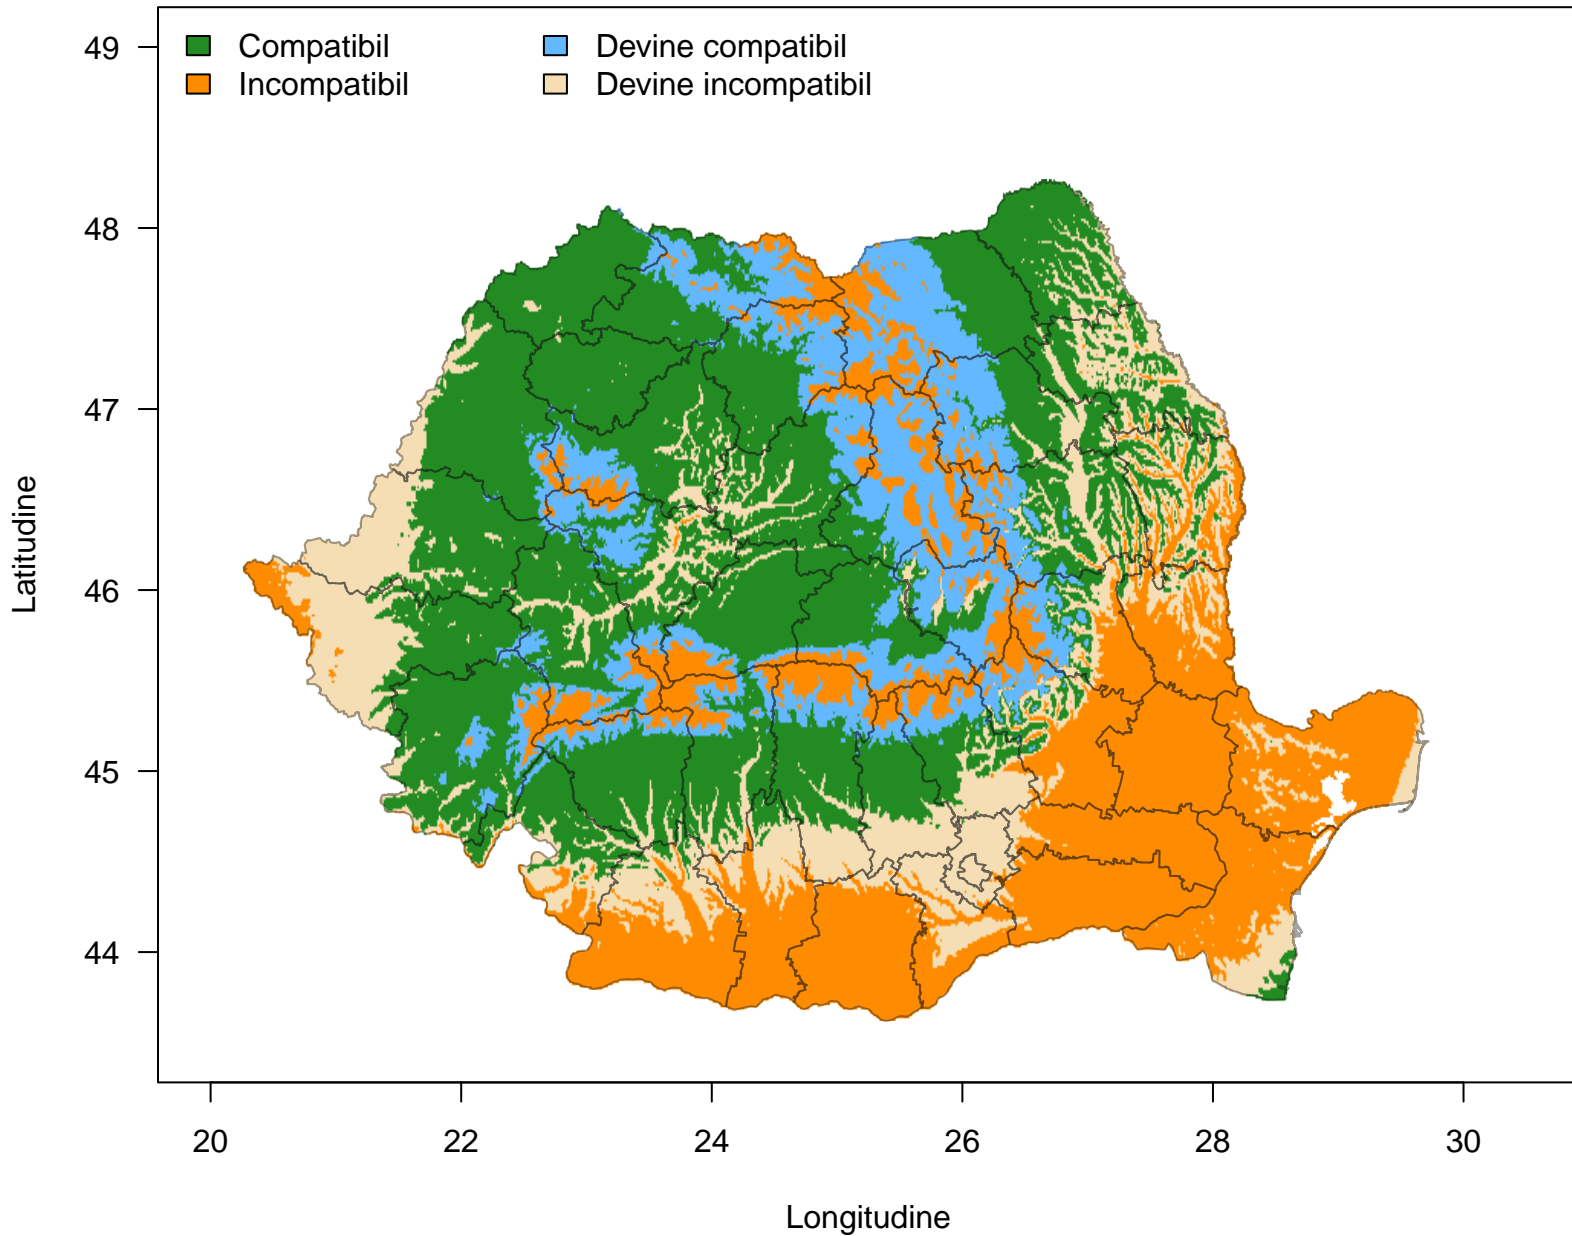 Compatibil
Devine compatibil
Incompatibil
Devine incompatibil
49
48
47
46
45
44
Latitudine
20 22 24 26 28 30
Longitudine